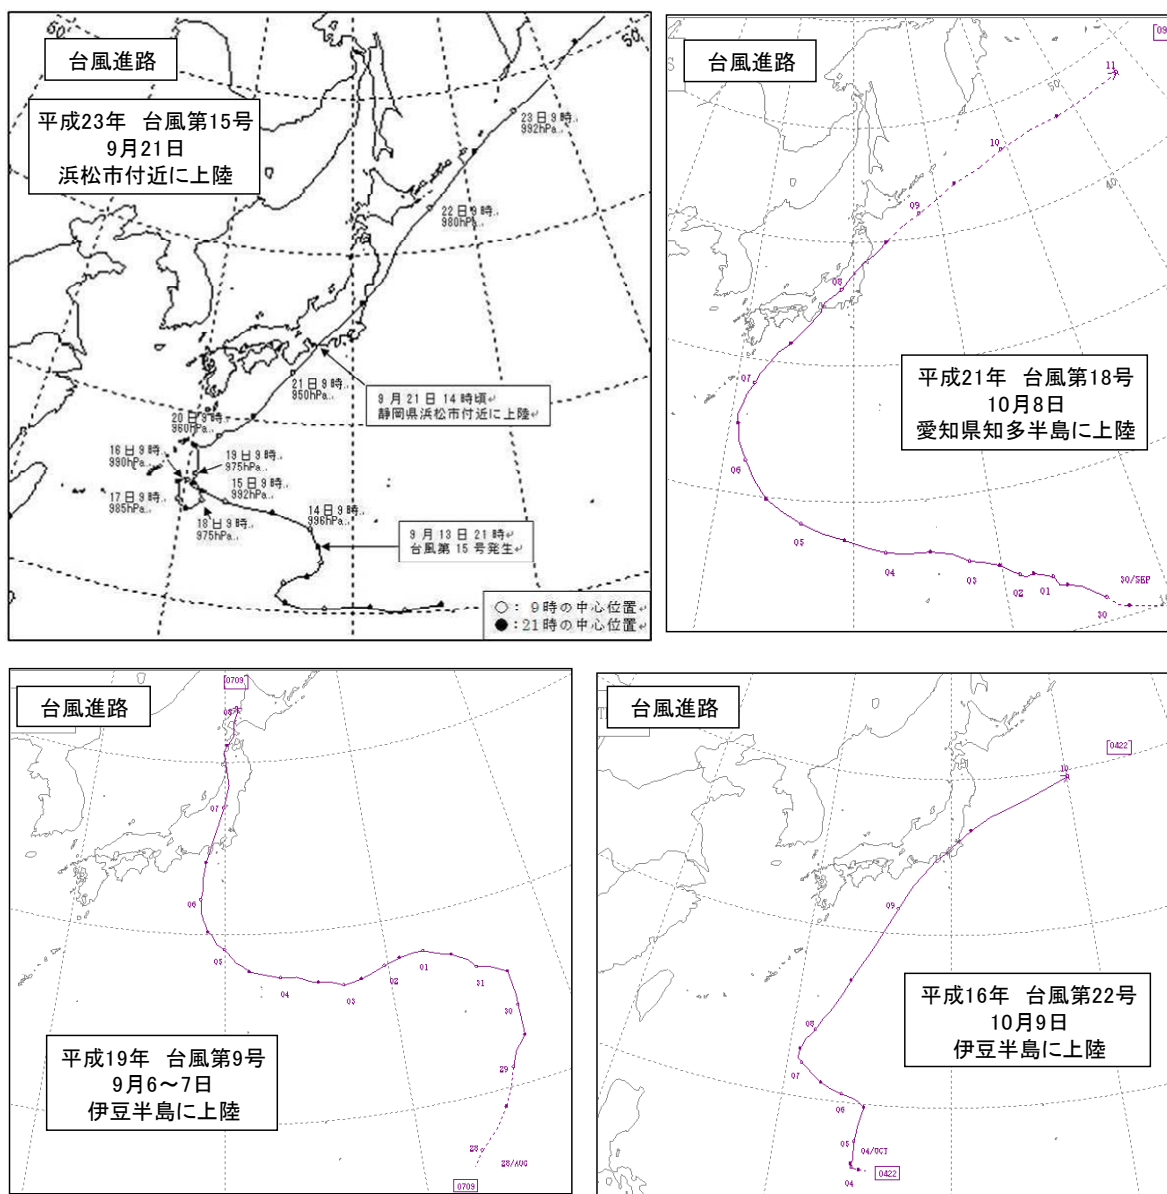 台風進路
平成23年 台風第15号
9月21日
浜松市付近に上陸
60
50
23日9時
992hPa
22日9時
980hPa
21日9時
950hPa
9月21日14時頃
静岡県浜松市付近に上陸
20日9時
960hPa
16日9時
990hPa
19日9時
975hPa
15日9時
992hPa
17日9時
985hPa
18日9時
975hPa
14日9時
996hPa
9月13日21時
台風第15号発生
○:9時の中心位置
●:21時の中心位置
台風進路
09
11
50
10
40
09
08
07
平成21年 台風第18号
10月8日
愛知県知多半島に上陸
06
05
04
03
02
01
30/SEP
30
台風進路
0709
08
07
06
05
04
03
02
01
31
30
29
28
28/AUG
0709
平成19年 台風第9号
9月6~7日
伊豆半島に上陸
台風進路
0422
10
09
08
07
06
05
04/OCT
04
0422
平成16年 台風第22号
10月9日
伊豆半島に上陸